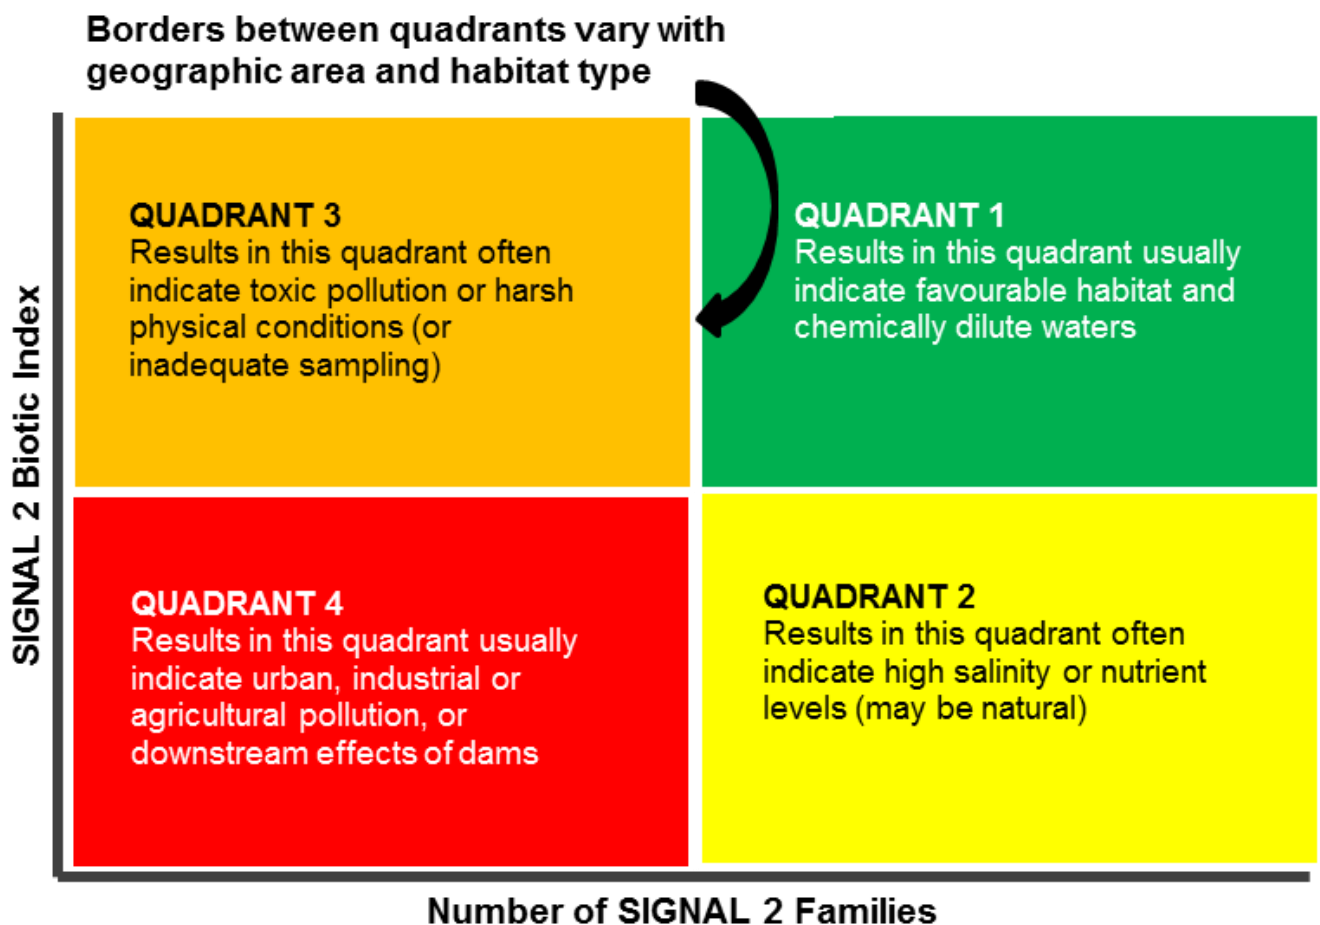 Borders between quadrants vary with
geographic area and habitat type
SIGNAL 2 Biotic Index
QUADRANT 3
Results in this quadrant often
indicate toxic pollution or harsh
physical conditions (or
inadequate sampling)
QUADRANT 1
Results in this quadrant usually
indicate favourable habitat and
chemically dilute waters
QUADRANT 4
Results in this quadrant usually
indicate urban, industrial or
agricultural pollution, or
downstream effects of dams
QUADRANT 2
Results in this quadrant often
indicate high salinity or nutrient
levels (may be natural)
Number of SIGNAL 2 Families